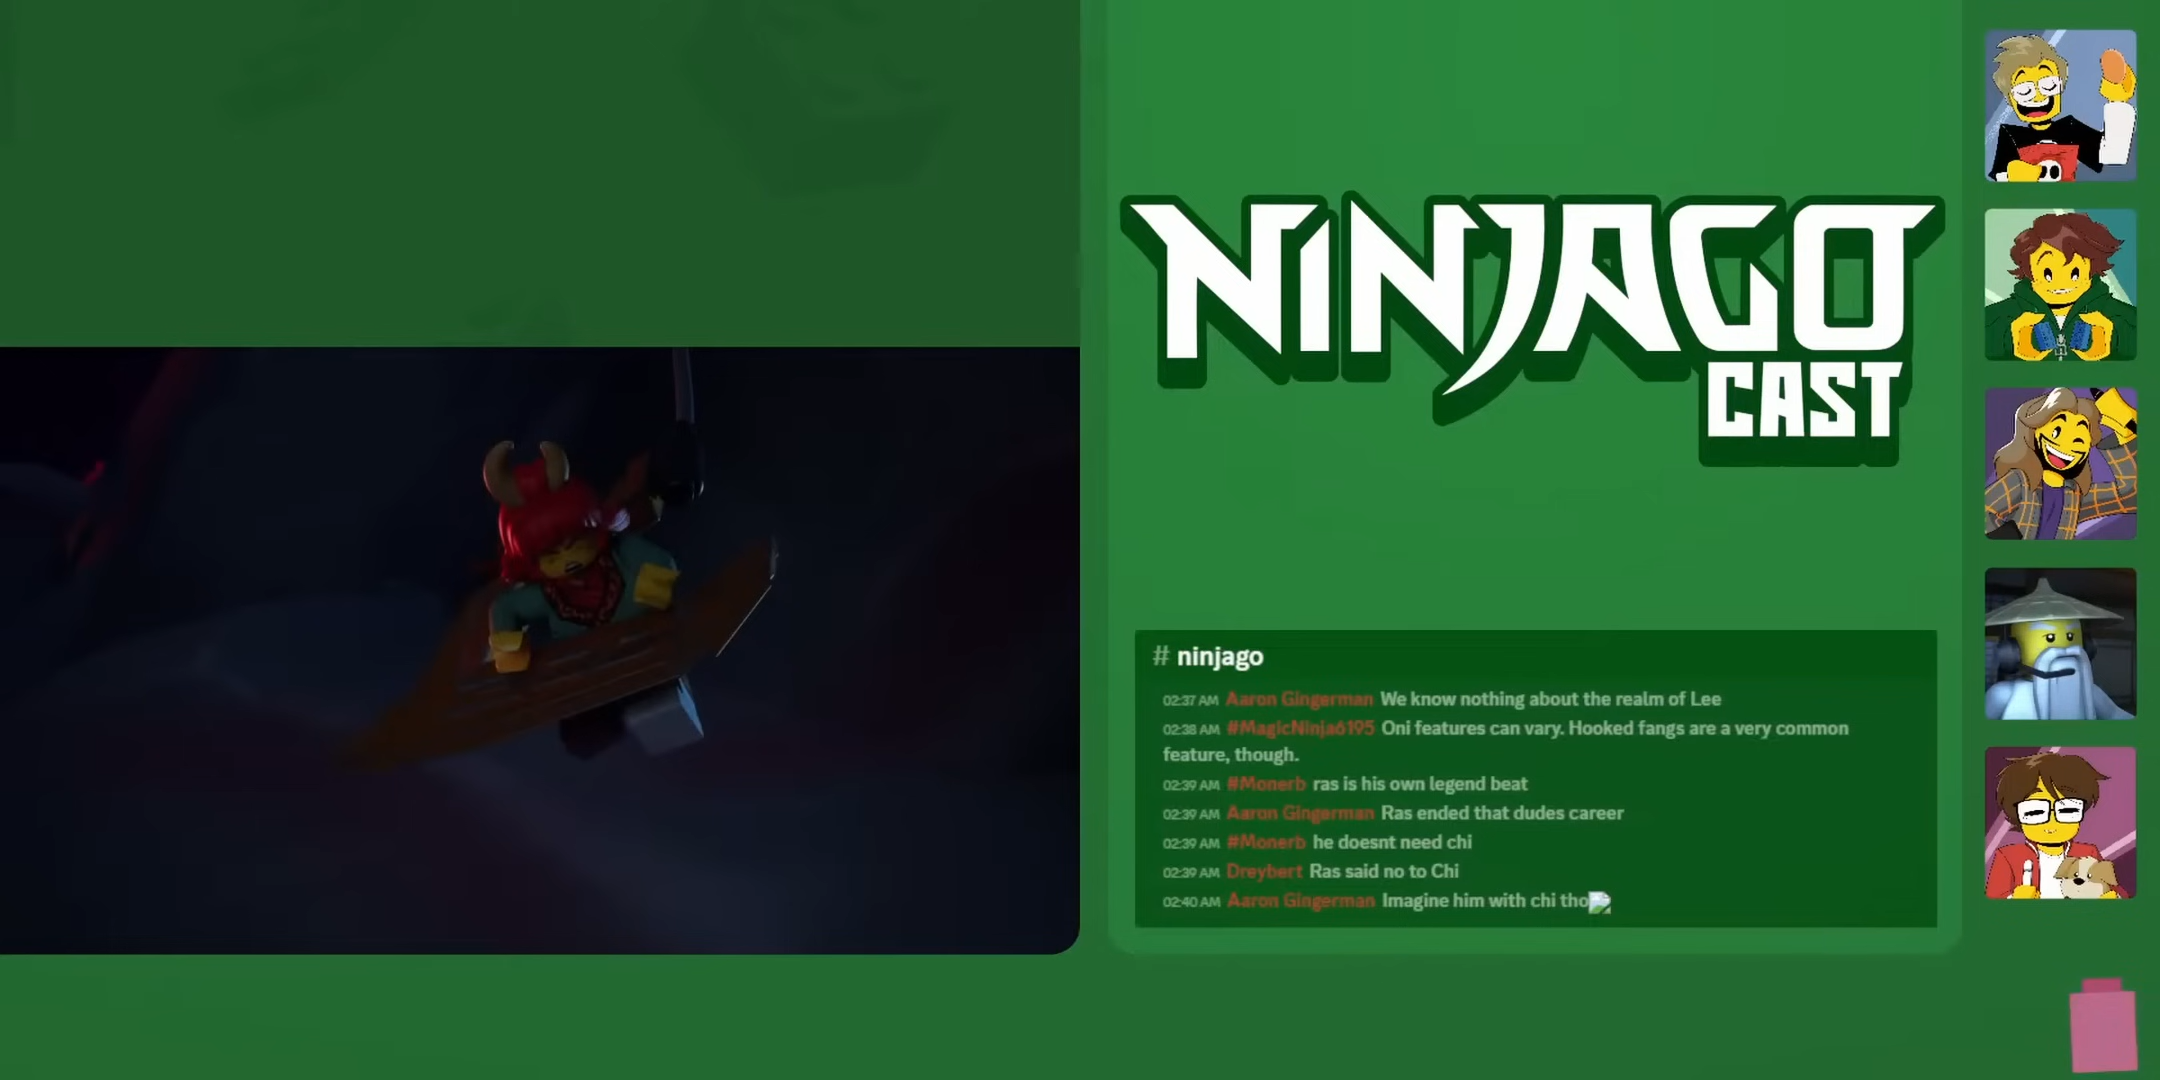 NINJAGO
CAST
# ninjago
02:37 AM Aaron Gingerman We know nothing about the realm of Lee
02:38 AM #MagicNinja6195 Oni features can vary. Hooked fangs are a very common
feature, though.
02:39 AM #Monerb ras is his own legend beat
02:39 AM Aaron Gingerman Ras ended that dudes career
02:39 AM #Monerb he doesnt need chi
02:39 AM Dreybert Ras said no to Chi
02:40 AM Aaron Gingerman Imagine him with chi tho